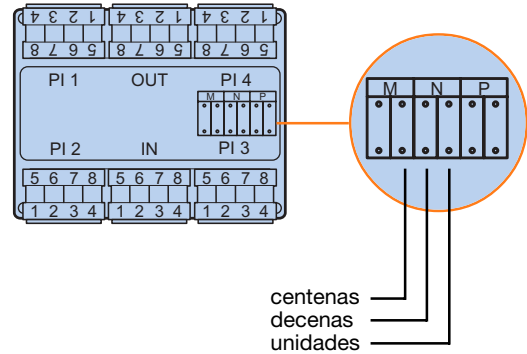 4 3 2 1 4 3 2 1 4 3 2 1
8 7 6 5 8 7 6 5 8 7 6 5
PI 1 OUT PI 4
M N P
PI 2 IN PI 3
5 6 7 8 5 6 7 8 5 6 7 8
1 2 3 4 1 2 3 4 1 2 3 4
M N P
centenas
decenas
unidades